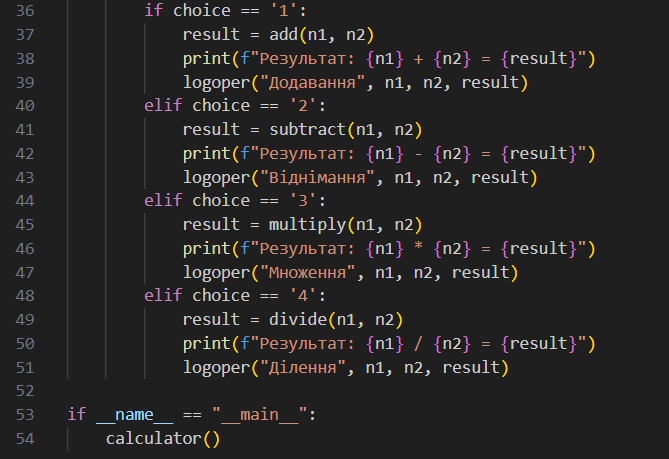 36 if choice == '1':
37 result = add(n1, n2)
38 print(f"Результат: {n1} + {n2} = {result}")
39 logoper("Додавання", n1, n2, result)
40 elif choice == '2':
41 result = subtract(n1, n2)
42 print(f"Результат: {n1} - {n2} = {result}")
43 logoper("Віднімання", n1, n2, result)
44 elif choice == '3':
45 result = multiply(n1, n2)
46 print(f"Результат: {n1} * {n2} = {result}")
47 logoper("Множення", n1, n2, result)
48 elif choice == '4':
49 result = divide(n1, n2)
50 print(f"Результат: {n1} / {n2} = {result}")
51 logoper("Ділення", n1, n2, result)
52
53 if __name__ == "__main__":
54 calculator()